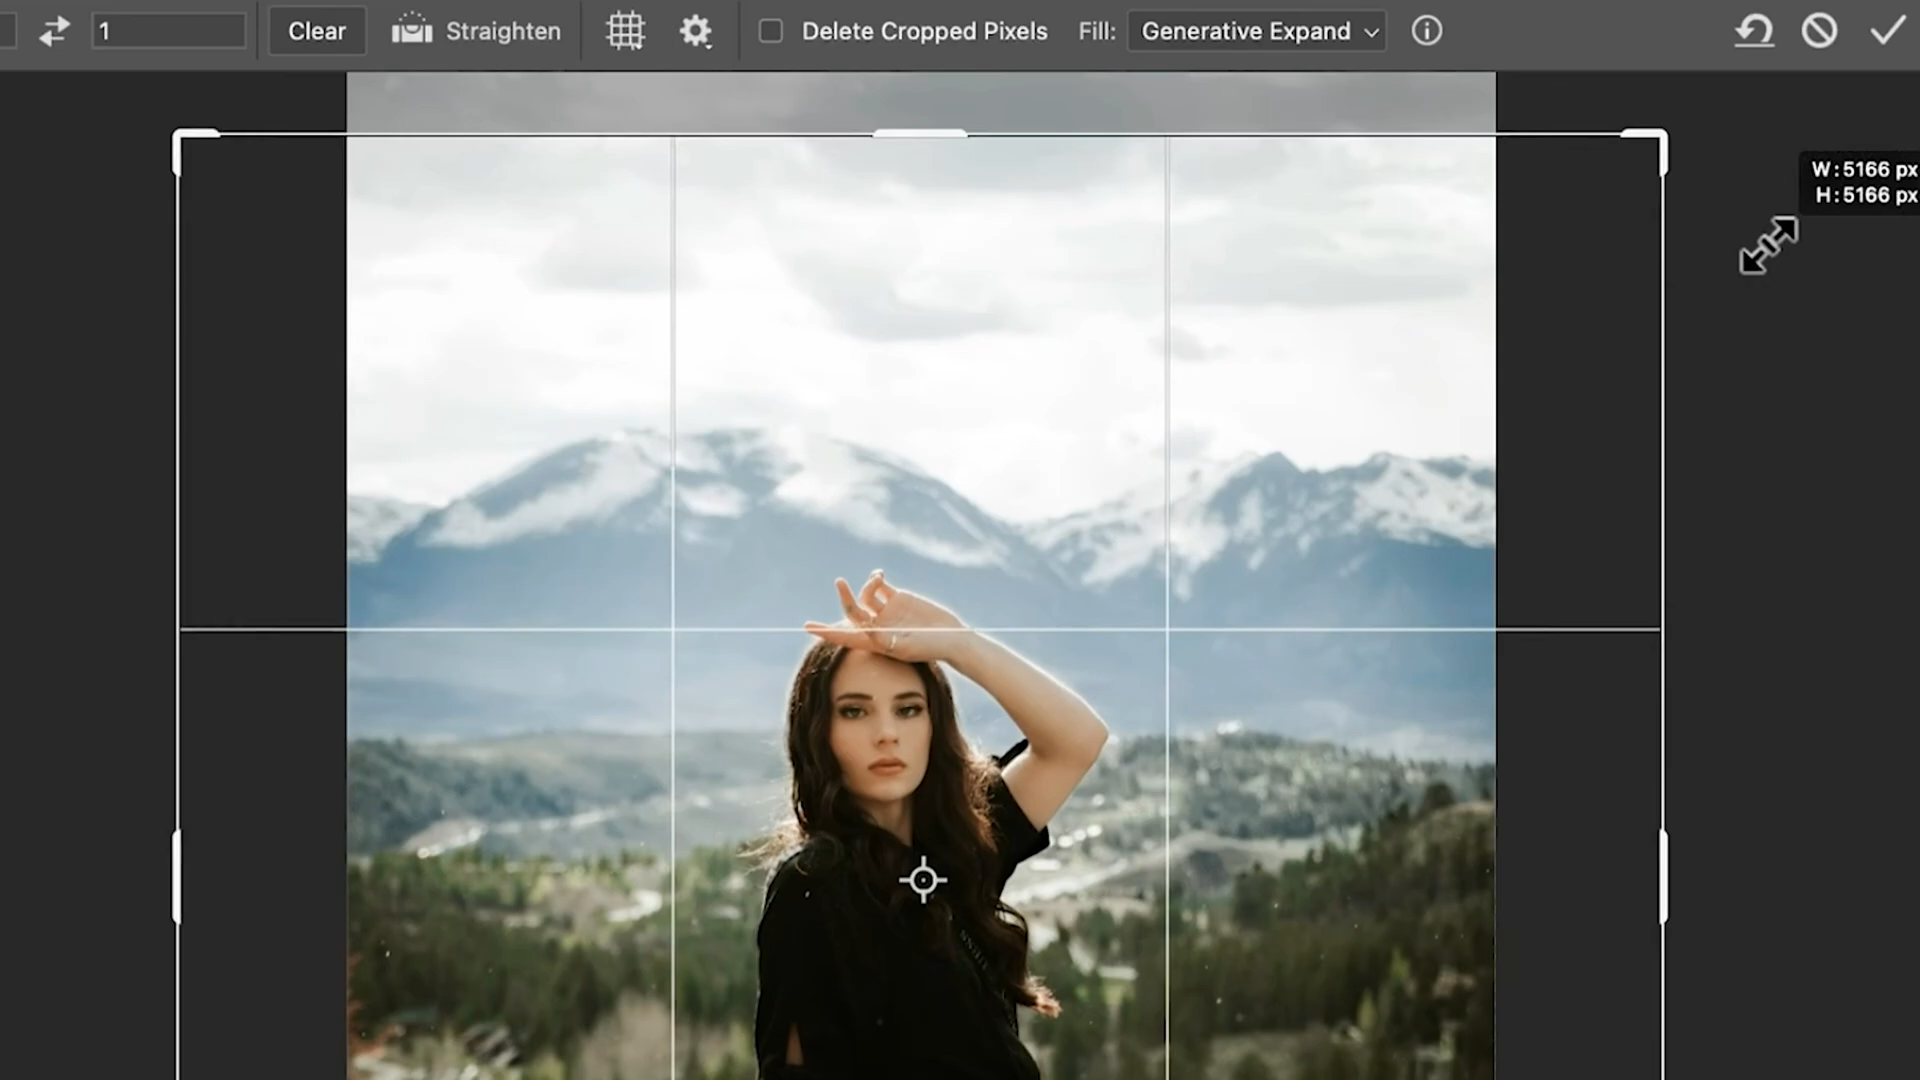 1 Clear Straighten Delete Cropped Pixels Fill: Generative Expand
W: 5166 px
H: 5166 px